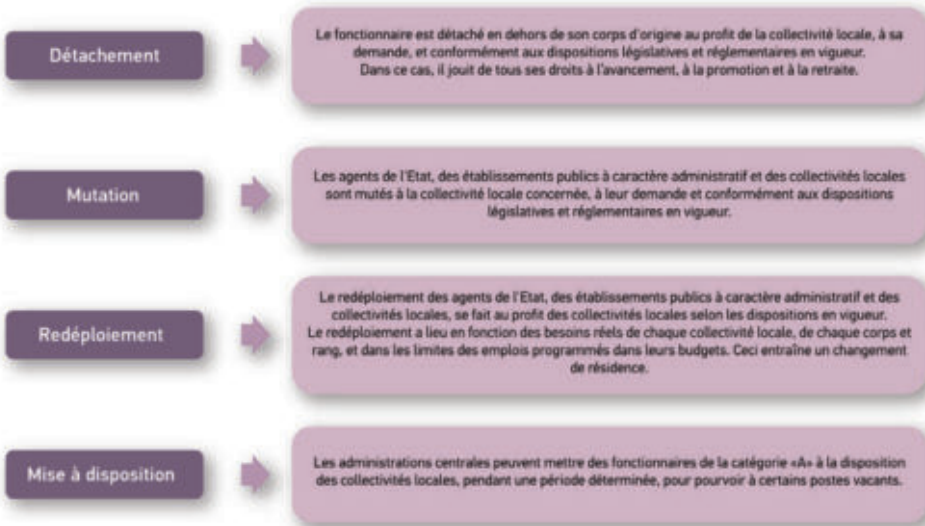 Détachement
Le fonctionnaire est détaché en dehors de son corps d'origine au profit de la collectivité locale, à sa
demande, et conformément aux dispositions législatives et réglementaires en vigueur.
Dans ce cas, il jouit de tous ses droits à l'avancement, à la promotion et à la retraite.
Mutation
Les agents de l'Etat, des établissements publics à caractère administratif et des collectivités locales
sont mutés à la collectivité locale concernée, à leur demande et conformément aux dispositions
législatives et réglementaires en vigueur.
Redéploiement
Le redéploiement des agents de l'Etat, des établissements publics à caractère administratif et des
collectivités locales, se fait au profit des collectivités locales selon les dispositions en vigueur.
Le redéploiement a lieu en fonction des besoins réels de chaque collectivité locale, de chaque corps et
rang, et dans les limites des emplois programmés dans leurs budgets. Ceci entraîne un changement
de résidence.
Mise à disposition
Les administrations centrales peuvent mettre des fonctionnaires de la catégorie «A» à la disposition
des collectivités locales, pendant une période déterminée, pour pourvoir à certains postes vacants.